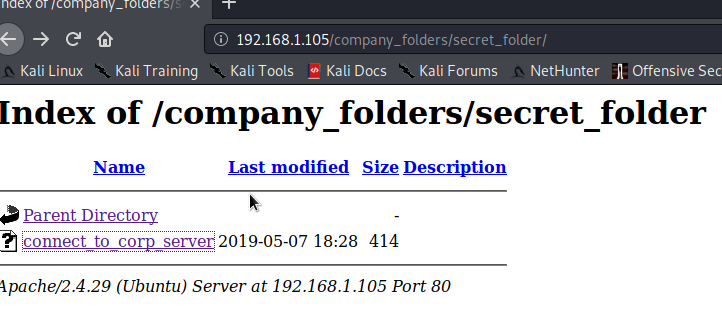 ndex of /company_folders/s
192.168.1.105/company_folders/secret_folder/
Kali Linux Kali Training Kali Tools Kali Docs Kali Forums NetHunter Offensive Sec
Index of /company_folders/secret_folder
Name Last modified Size Description
Parent Directory -
connect_to_corp_server 2019-05-07 18:28 414
Apache/2.4.29 (Ubuntu) Server at 192.168.1.105 Port 80